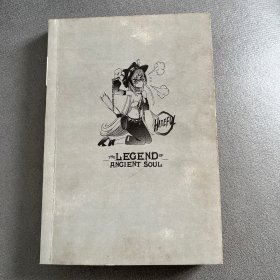 THE LEGEND OF
ANCIENT SOUL